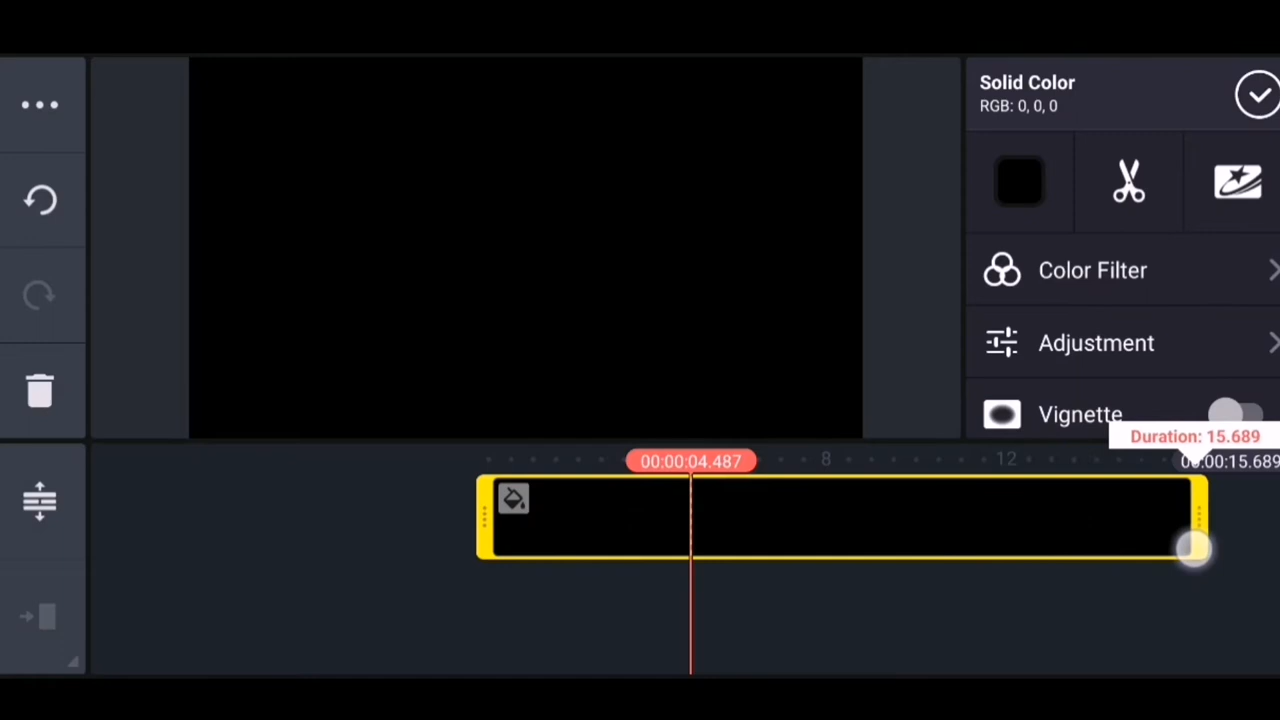 Solid Color
RGB: 0, 0, 0
Color Filter
Adjustment
Vignette
Duration: 15.689
00:00:04.487
8
12
00:00:15.689